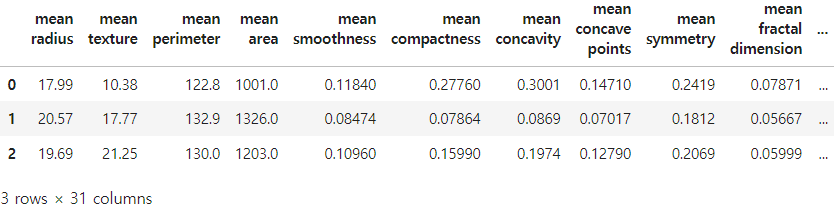 mean radius mean texture mean perimeter mean area mean smoothness mean compactness mean concavity mean concave points mean symmetry mean fractal dimension ...
0 17.99 10.38 122.8 1001.0 0.11840 0.27760 0.3001 0.14710 0.2419 0.07871 ...
1 20.57 17.77 132.9 1326.0 0.08474 0.07864 0.0869 0.07017 0.1812 0.05667 ...
2 19.69 21.25 130.0 1203.0 0.10960 0.15990 0.1974 0.12790 0.2069 0.05999 ...
3 rows × 31 columns